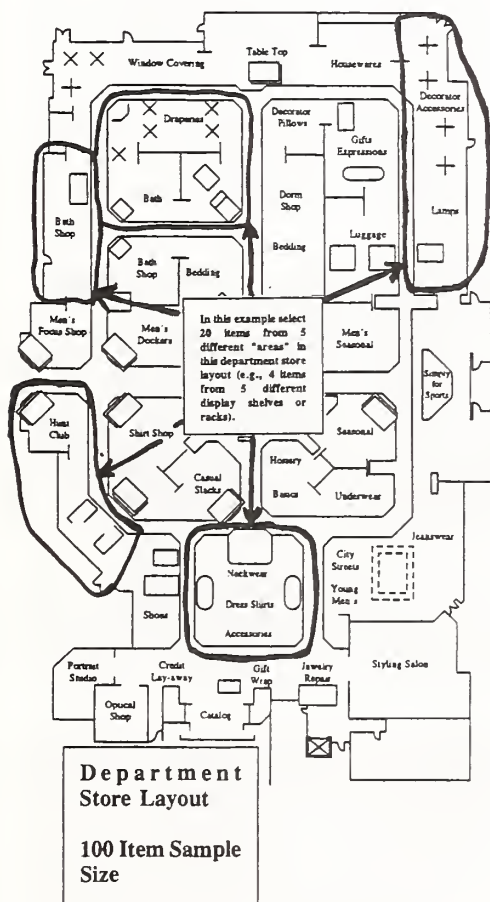 Window Covering
Table Top
Housewares
Draperies
Bath
Decorator
Pillows
Gifts
Expressions
Decorator
Accessories
Dorm
Shop
Bedding
Luggage
Lamps
Bath
Shop
Bath
Shop
Bedding
Men's
Focus Shop
Men's
Dockers
In this example select
20 items from 5
different "areas" in
this department store
layout (e.g., 4 items
from 5 different
display shelves or
racks).
Men's
Seasonal
Simply
for
Sports
Hunt
Club
Shirt Shop
Casual
Slacks
Seasonal
Hosiery
Basics
Underwear
Jeanswear
City
Streets
Young
Men's
Neckwear
Dress Shirts
Accessories
Shoes
Portrait
Studio
Credit
Lay-away
Gift
Wrap
Jewelry
Repair
Styling Salon
Optical
Shop
Catalog
Department
Store Layout
100 Item Sample
Size